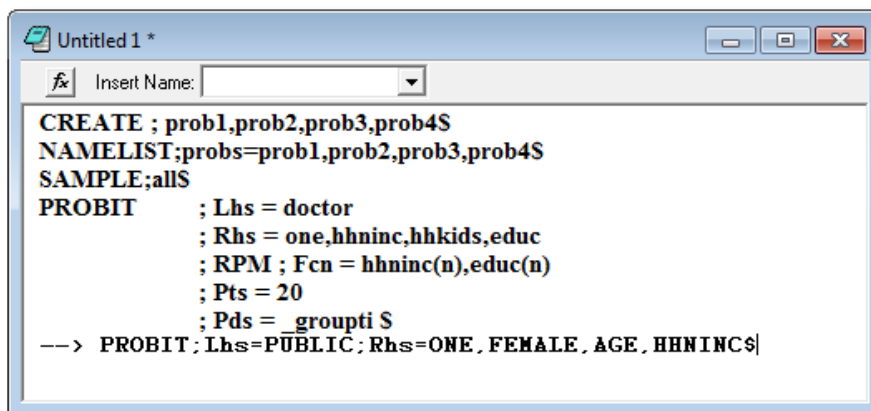 Untitled 1 *
fx Insert Name:
CREATE ; prob1,prob2,prob3,prob4$
NAMELIST;probs=prob1,prob2,prob3,prob4$
SAMPLE;all$
PROBIT ; Lhs = doctor
; Rhs = one,hhninc,hhkids,educ
; RPM ; Fcn = hhninc(n),educ(n)
; Pts = 20
; Pds = _groupti $
--> PROBIT;Lhs=PUBLIC;Rhs=ONE,FEMALE,AGE,HHNINC$